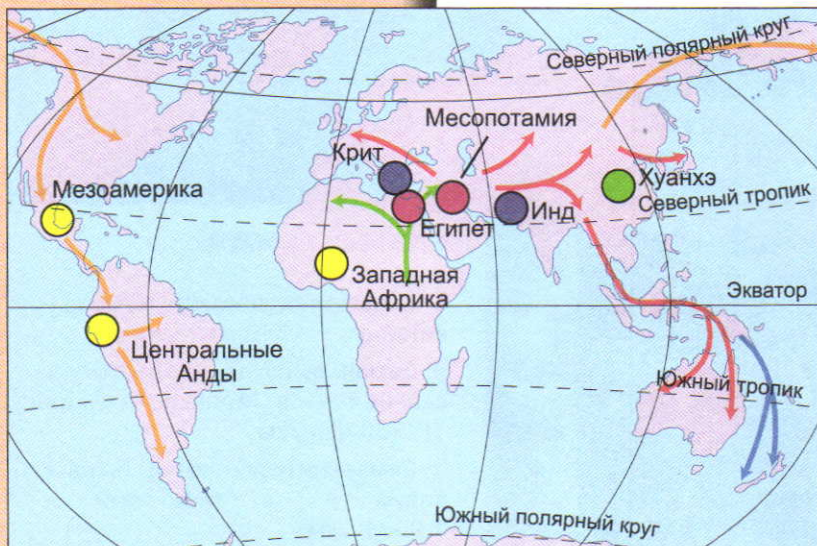 Северный полярный круг
Месопотамия
Крит
Хуанхэ
Мезоамерика
Северный тропик
Инд
Египет
Западная
Африка
Экватор
Центральные
Анды
Южный тропик
Южный полярный круг